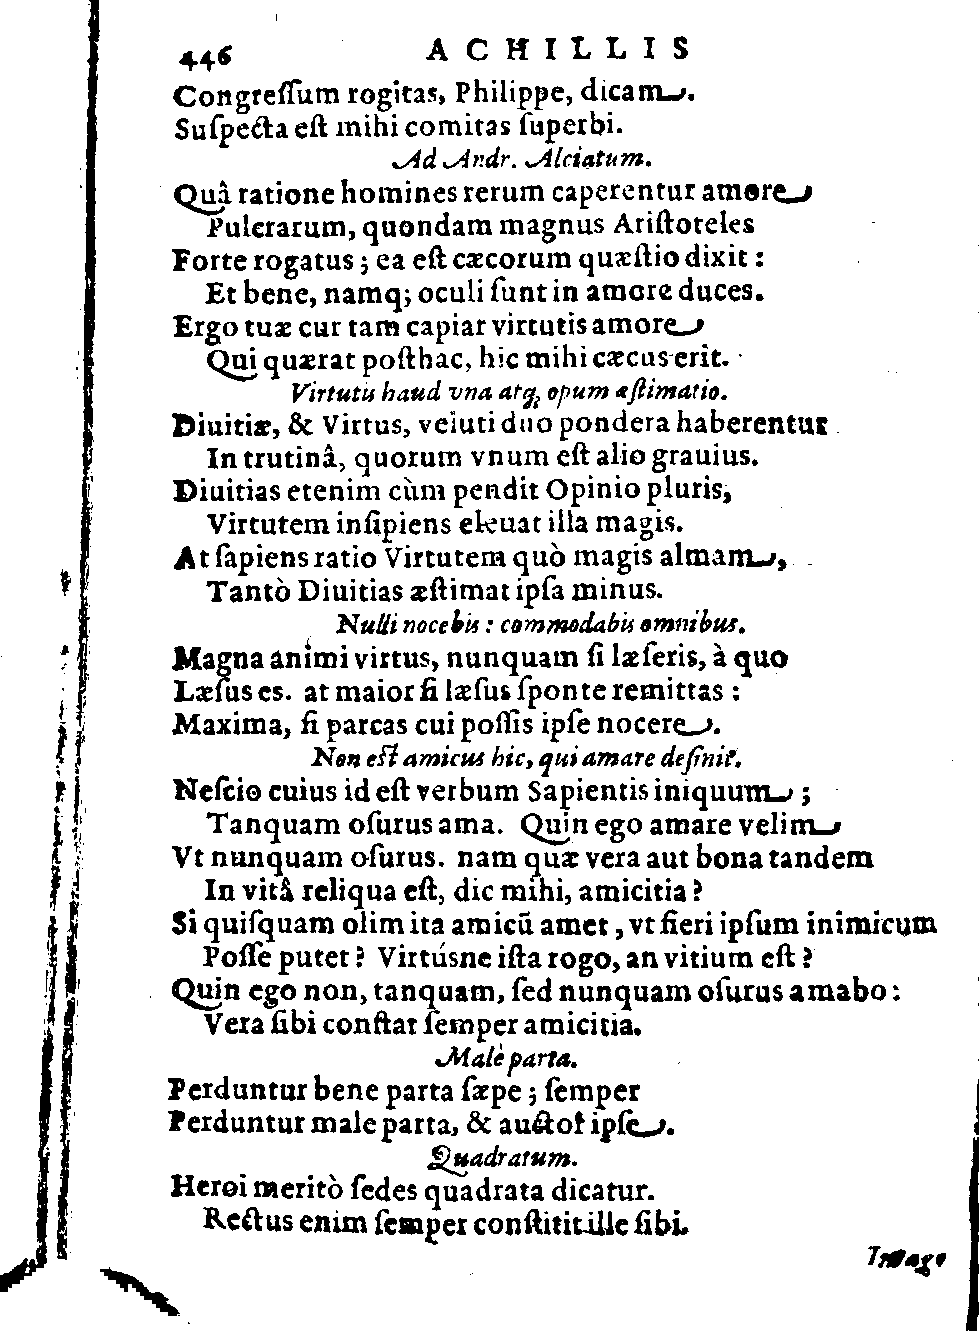 446 ACHILLIS
Congreſſum rogitas, Philippe, dicam.
Suſpecta eſt mihi comitas ſuperbi.
Ad Andr. Alciatum.
Quâ ratione homines rerum caperentur amore
Pulcrarum, quondam magnus Ariſtoteles
Forte rogatus; ea eſt cæcorum quæſtio dixit:
Et bene, namq; oculi ſunt in amore duces.
Ergo tuæ cur tam capiar virtutis amore
Qui quærat poſthac, hic mihi cæcus erit.
Virtutis haud vna atq; opum æſtimatio.
Diuitiæ, & Virtus, veluti duo pondera haberentur
In trutinâ, quorum vnum eſt alio grauius.
Diuitias etenim cùm pendit Opinio pluris,
Virtutem inſipiens eleuat illa magis.
At ſapiens ratio Virtutem quò magis almam,
Tantò Diuitias æſtimat ipſa minus.
Nulli nocebis: commodabis omnibus.
Magna animi virtus, nunquam ſi læſeris, à quo
Læſus es. at maior ſi læſus ſponte remittas:
Maxima, ſi parcas cui poſſis ipſe nocere.
Non eſt amicus hic, qui amare deſinit.
Neſcio cuius id eſt verbum Sapientis iniquum;
Tanquam oſurus ama. Quin ego amare velim
Vt nunquam oſurus. nam quæ vera aut bona tandem
In vitâ reliqua eſt, dic mihi, amicitia?
Si quiſquam olim ita amicū amet, vt fieri ipſum inimicum
Poſſe putet? Virtúsne iſta rogo, an vitium eſt?
Quin ego non, tanquam, ſed nunquam oſurus amabo:
Vera ſibi conſtat ſemper amicitia.
Malè parta.
Perduntur bene parta ſæpe; ſemper
Perduntur male parta, & auctor ipſe.
Quadratum.
Heroi meritò ſedes quadrata dicatur.
Rectus enim ſemper conſtitit ille ſibi.
Imago